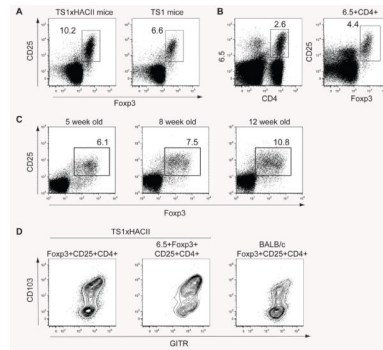 A
TS1xHACII mice
TS1 mice
10.2
6.6
CD25
Foxp3
B
6.5+CD4+
2.6
4.4
6.5
CD25
CD4
Foxp3
C
5 week old
8 week old
12 week old
6.1
7.5
10.8
CD25
Foxp3
D
TS1xHACII
Foxp3+CD25+CD4+
6.5+Foxp3+
CD25+CD4+
BALB/c
Foxp3+CD25+CD4+
CD103
GITR